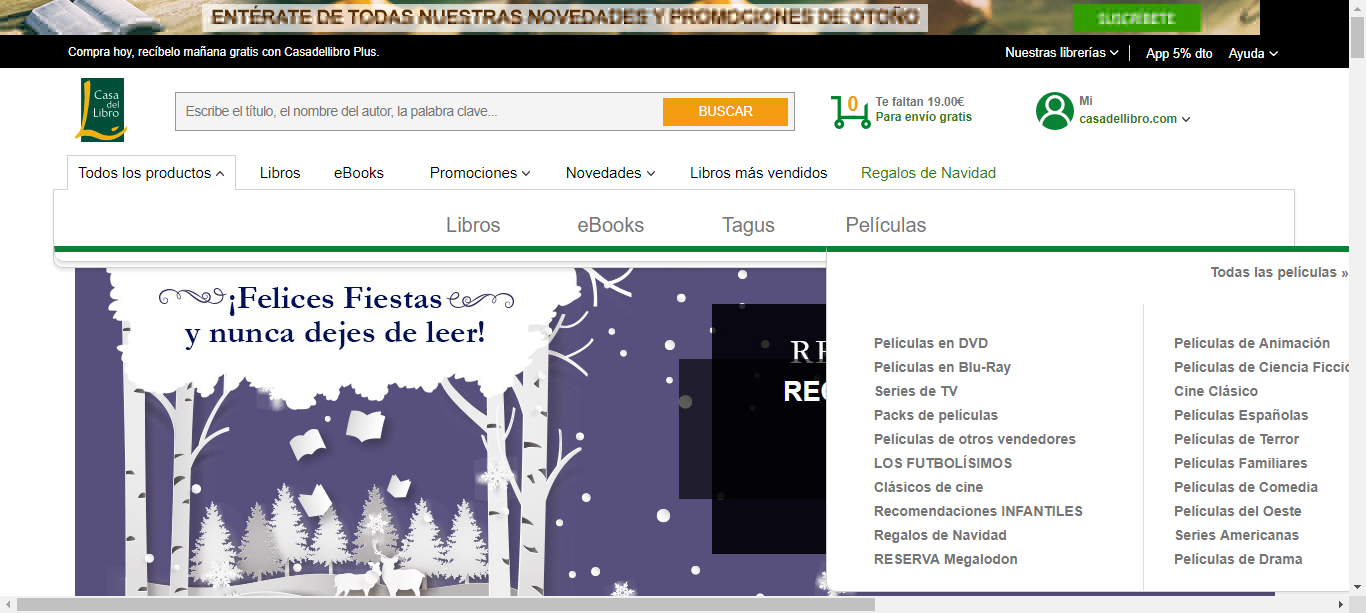 ENTÉRATE DE TODAS NUESTRAS NOVEDADES Y PROMOCIONES DE OTOÑO
SUSCRÍBETE
Compra hoy, recíbelo mañana gratis con Casadellibro Plus.
Nuestras librerías
App 5% dto
Ayuda
Casa
del
Libro
Escribe el título, el nombre del autor, la palabra clave...
BUSCAR
0
Te faltan 19.00€
Para envío gratis
Mi
casadellibro.com
Todos los productos
Libros
eBooks
Promociones
Novedades
Libros más vendidos
Regalos de Navidad
Libros
eBooks
Tagus
Películas
Todas las películas »
¡Felices Fiestas
y nunca dejes de leer!
Películas en DVD
Películas en Blu-Ray
Series de TV
Packs de películas
Películas de otros vendedores
LOS FUTBOLÍSIMOS
Clásicos de cine
Recomendaciones INFANTILES
Regalos de Navidad
RESERVA Megalodon
Películas de Animación
Películas de Ciencia Ficció
Cine Clásico
Películas Españolas
Películas de Terror
Películas Familiares
Películas de Comedia
Películas del Oeste
Series Americanas
Películas de Drama